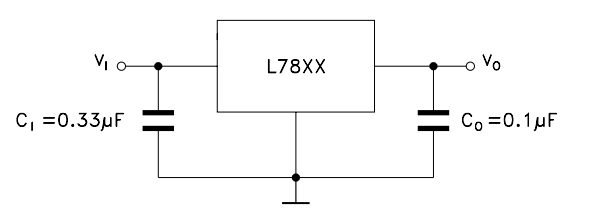 V_I
L78XX
V_O
C_I =0.33μF
C_O =0.1μF